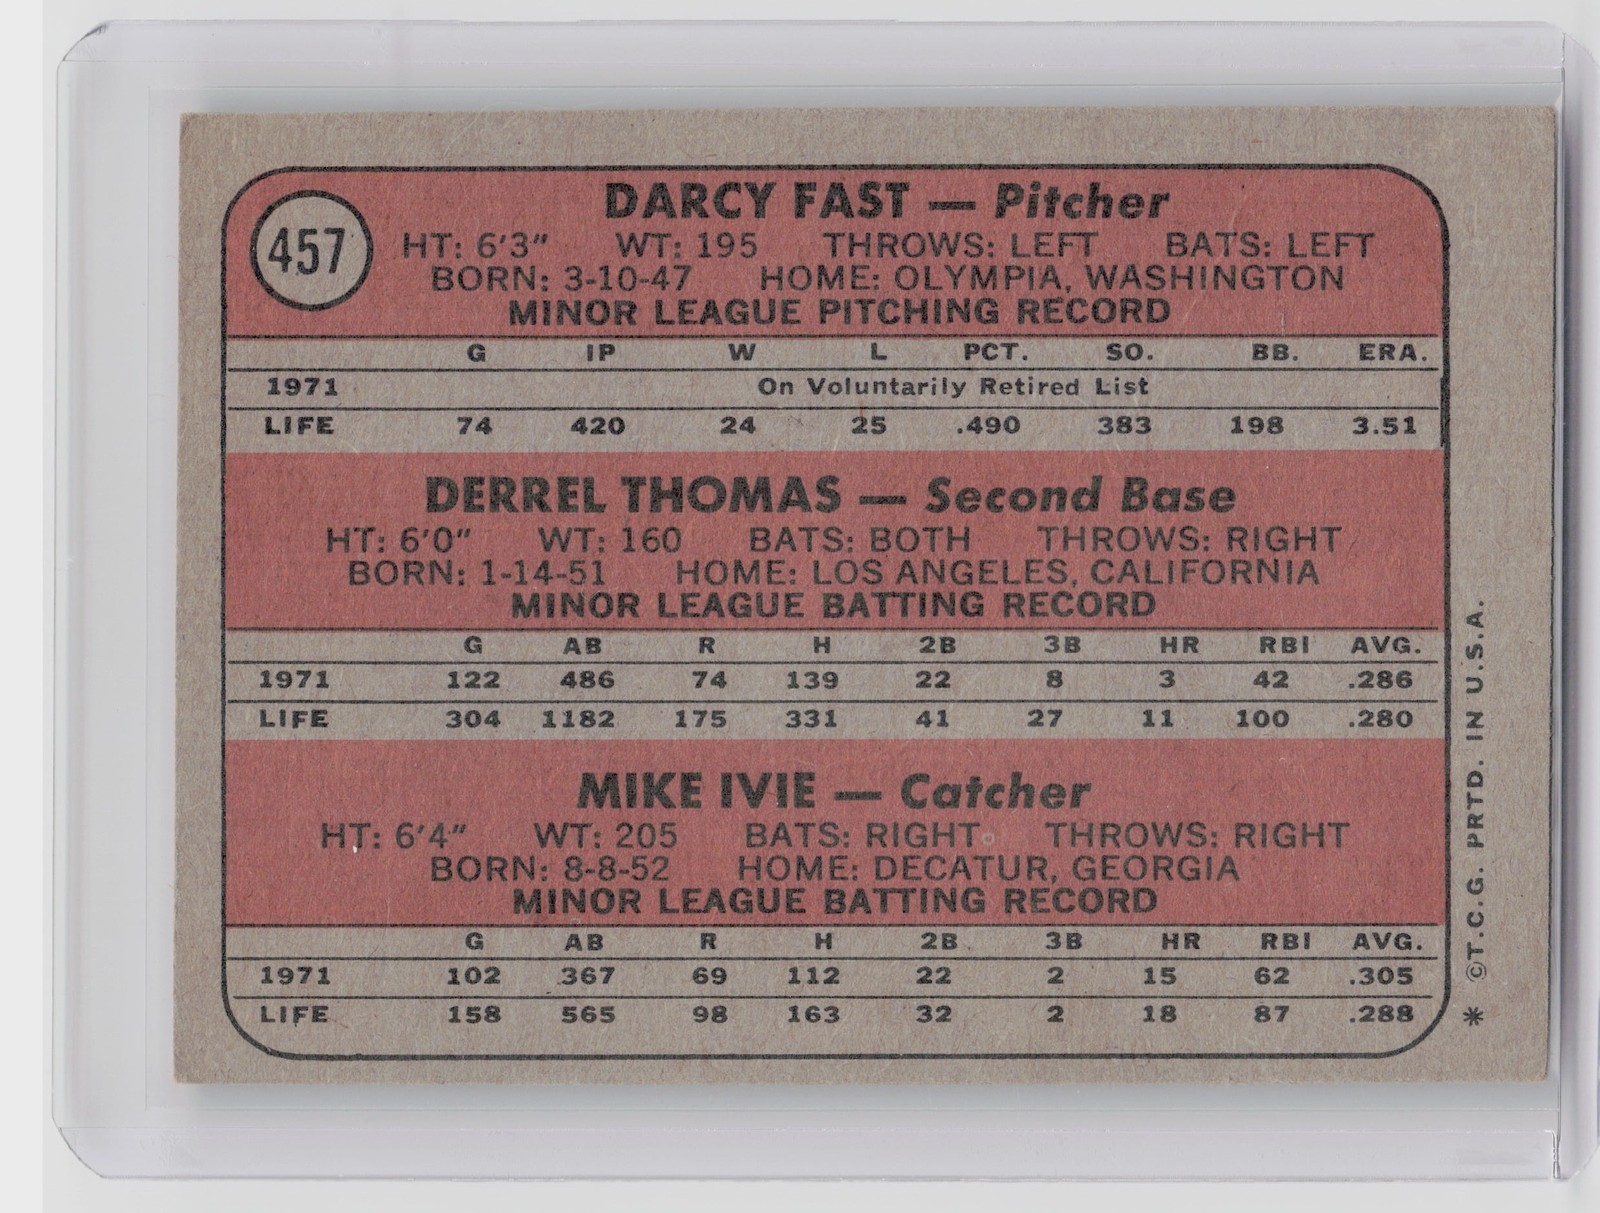 457
DARCY FAST — Pitcher
HT: 6'3" WT: 195 THROWS: LEFT BATS: LEFT
BORN: 3-10-47 HOME: OLYMPIA, WASHINGTON
MINOR LEAGUE PITCHING RECORD
G IP W L PCT. SO. BB. ERA.
1971 On Voluntarily Retired List
LIFE 74 420 24 25 .490 383 198 3.51
DERREL THOMAS — Second Base
HT: 6'0" WT: 160 BATS: BOTH THROWS: RIGHT
BORN: 1-14-51 HOME: LOS ANGELES, CALIFORNIA
MINOR LEAGUE BATTING RECORD
G AB R H 2B 3B HR RBI AVG.
1971 122 486 74 139 22 8 3 42 .286
LIFE 304 1182 175 331 41 27 11 100 .280
MIKE IVIE — Catcher
HT: 6'4" WT: 205 BATS: RIGHT THROWS: RIGHT
BORN: 8-8-52 HOME: DECATUR, GEORGIA
MINOR LEAGUE BATTING RECORD
G AB R H 2B 3B HR RBI AVG.
1971 102 367 69 112 22 2 15 62 .305
LIFE 158 565 98 163 32 2 18 87 .288
* ©T.C.G. PRTD. IN U.S.A.